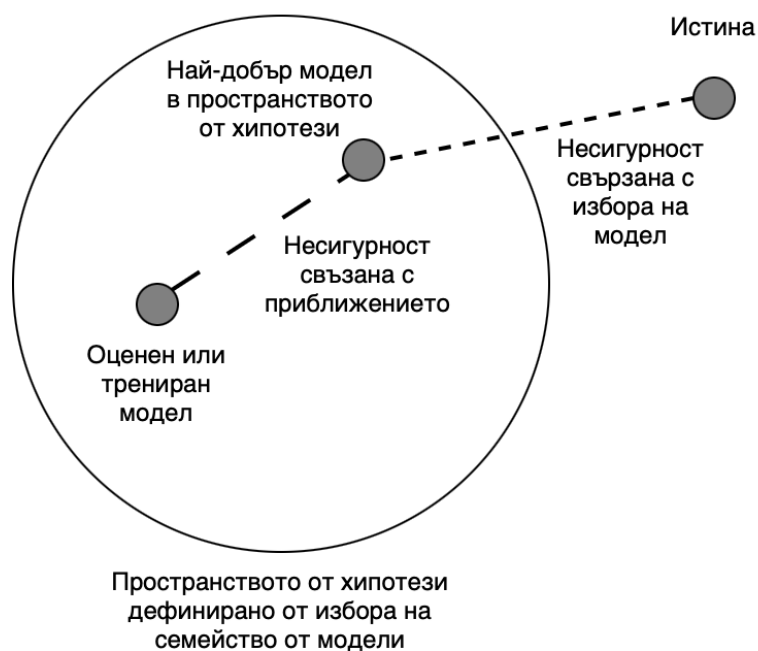 Истина
Най-добър модел
в пространството
от хипотези
Несигурност
свързана с
избора на
модел
Несигурност
свъзана с
приближението
Оценен или
трениран
модел
Пространството от хипотези
дефинирано от избора на
семейство от модели